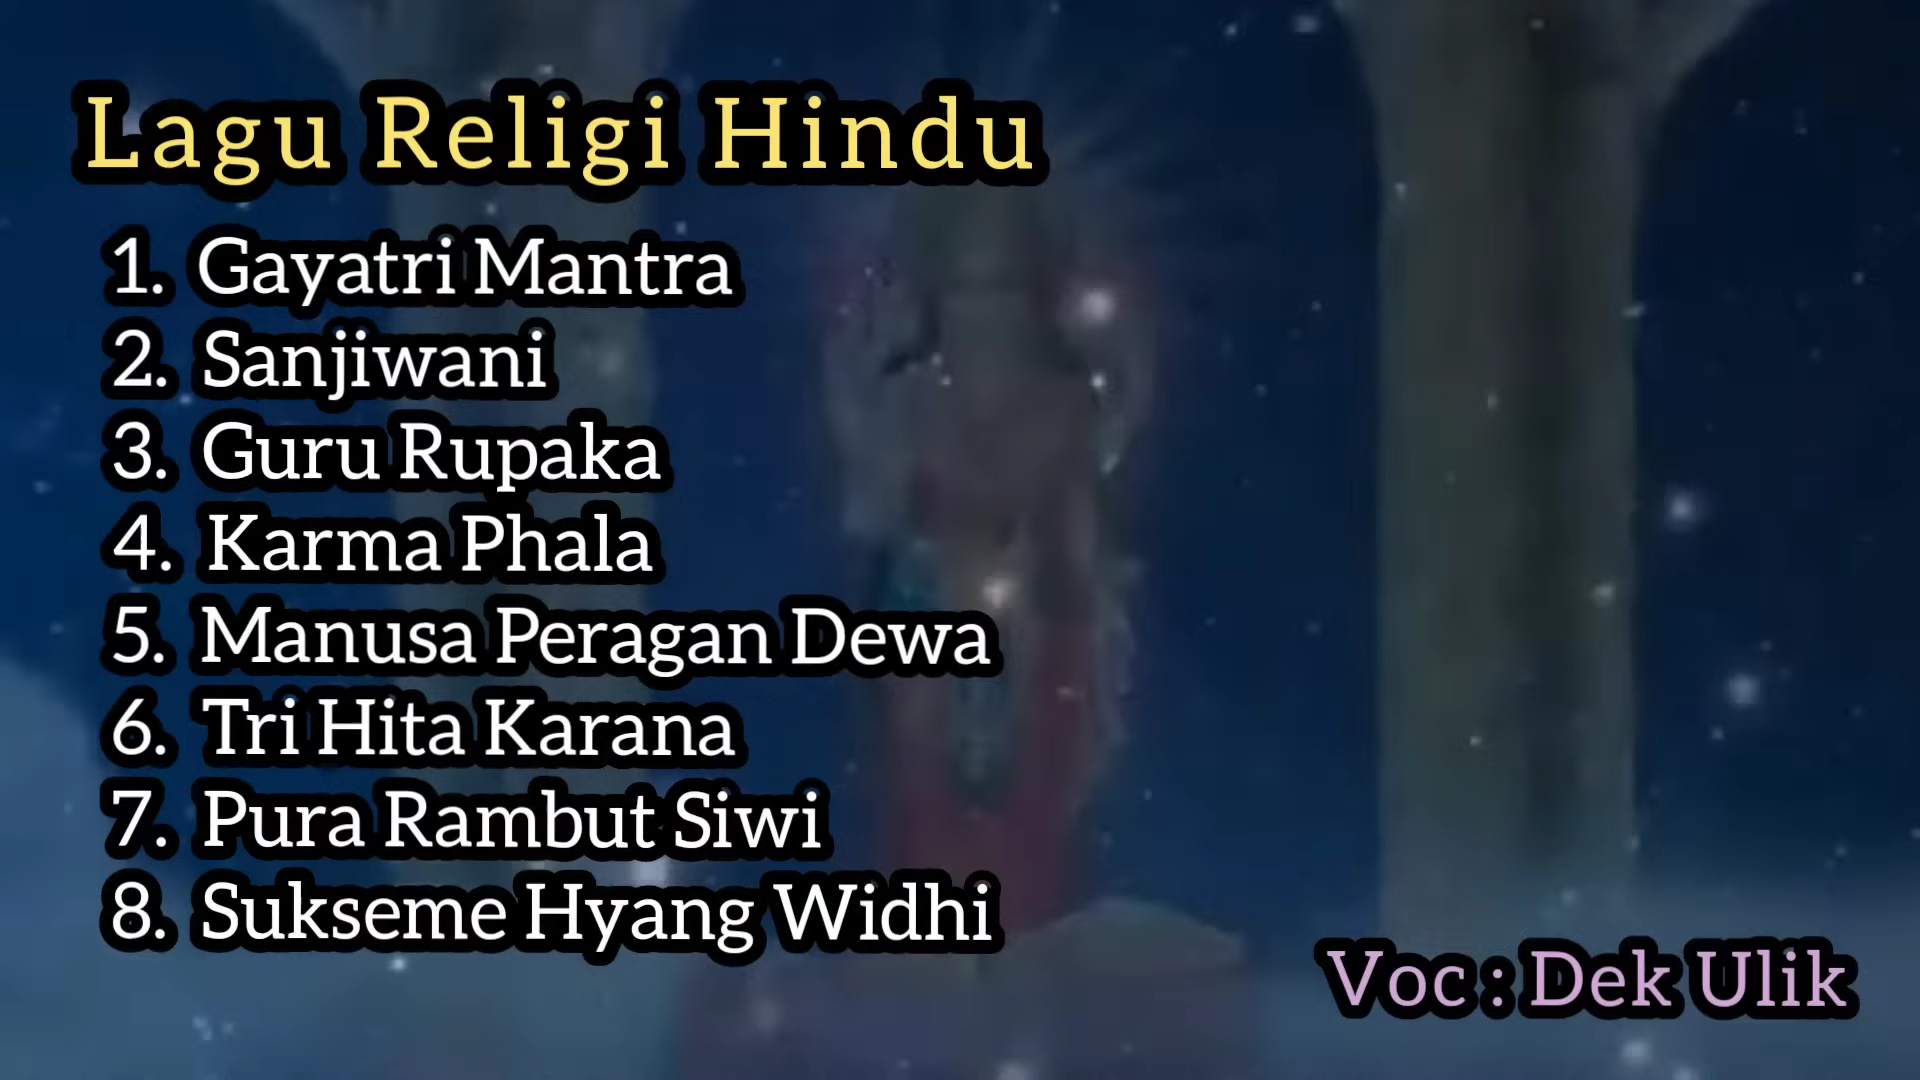 Lagu Religi Hindu
1. Gayatri Mantra
2. Sanjiwani
3. Guru Rupaka
4. Karma Phala
5. Manusa Peragan Dewa
6. Tri Hita Karana
7. Pura Rambut Siwi
8. Sukseme Hyang Widhi
Voc : Dek Ulik